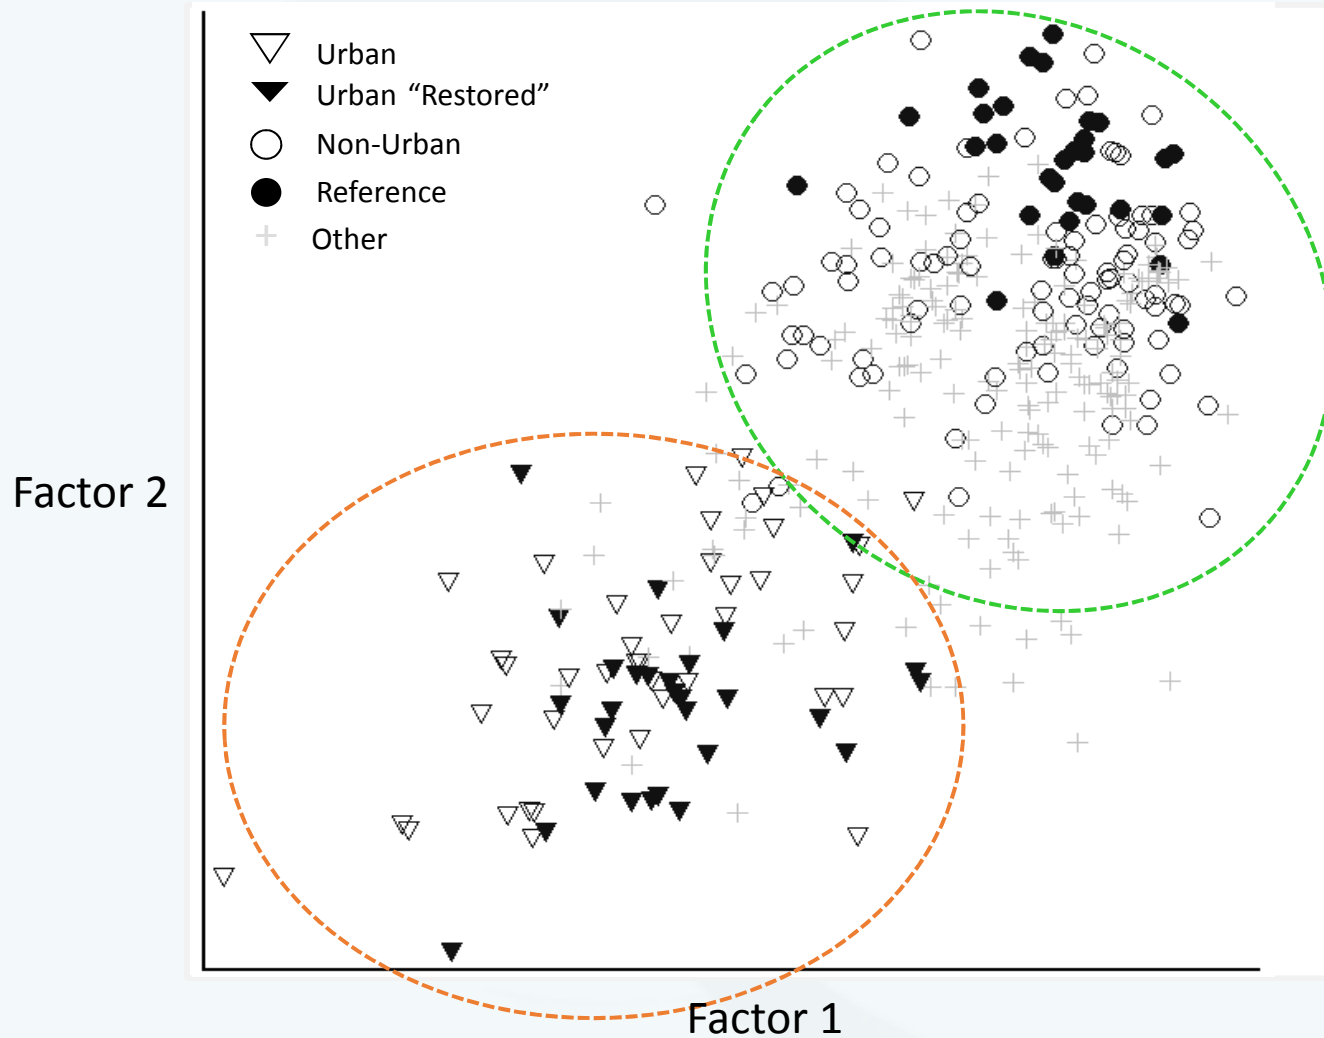 Urban
Urban “Restored”
Non-Urban
Reference
Other
Factor 2
Factor 1